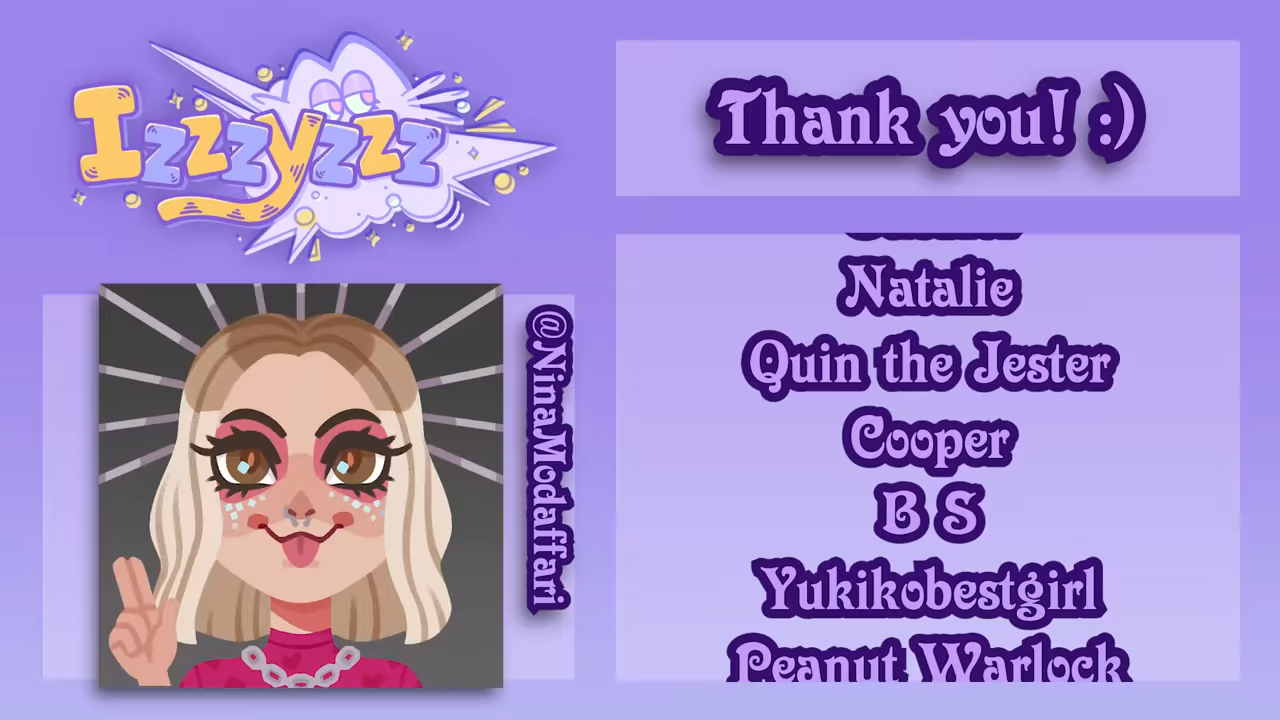 Izzzyzzz
Thank you! :)
Natalie
Quin the Jester
Cooper
B S
Yukikobestgirl
Peanut Warlock
@NinaModaffari